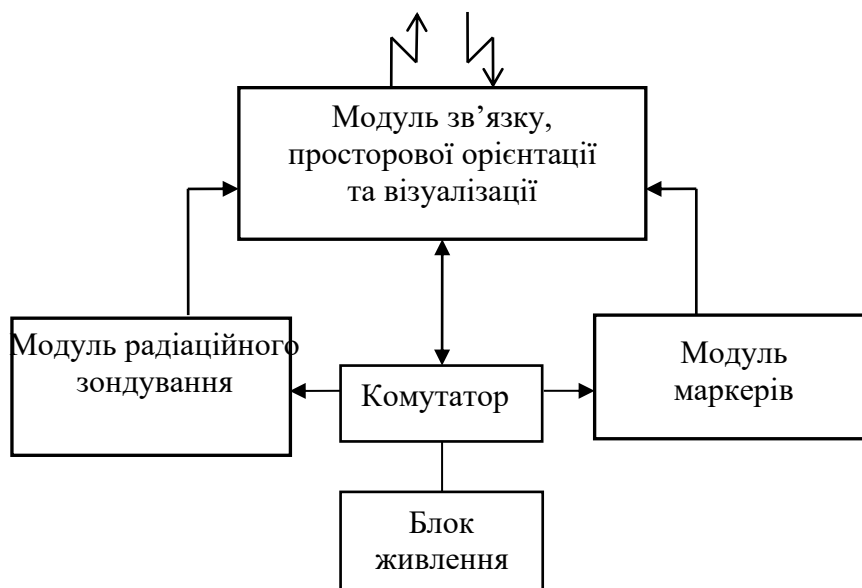 Модуль зв’язку,
просторової орієнтації
та візуалізації
Модуль радіаційного
зондування
Комутатор
Модуль
маркерів
Блок
живлення